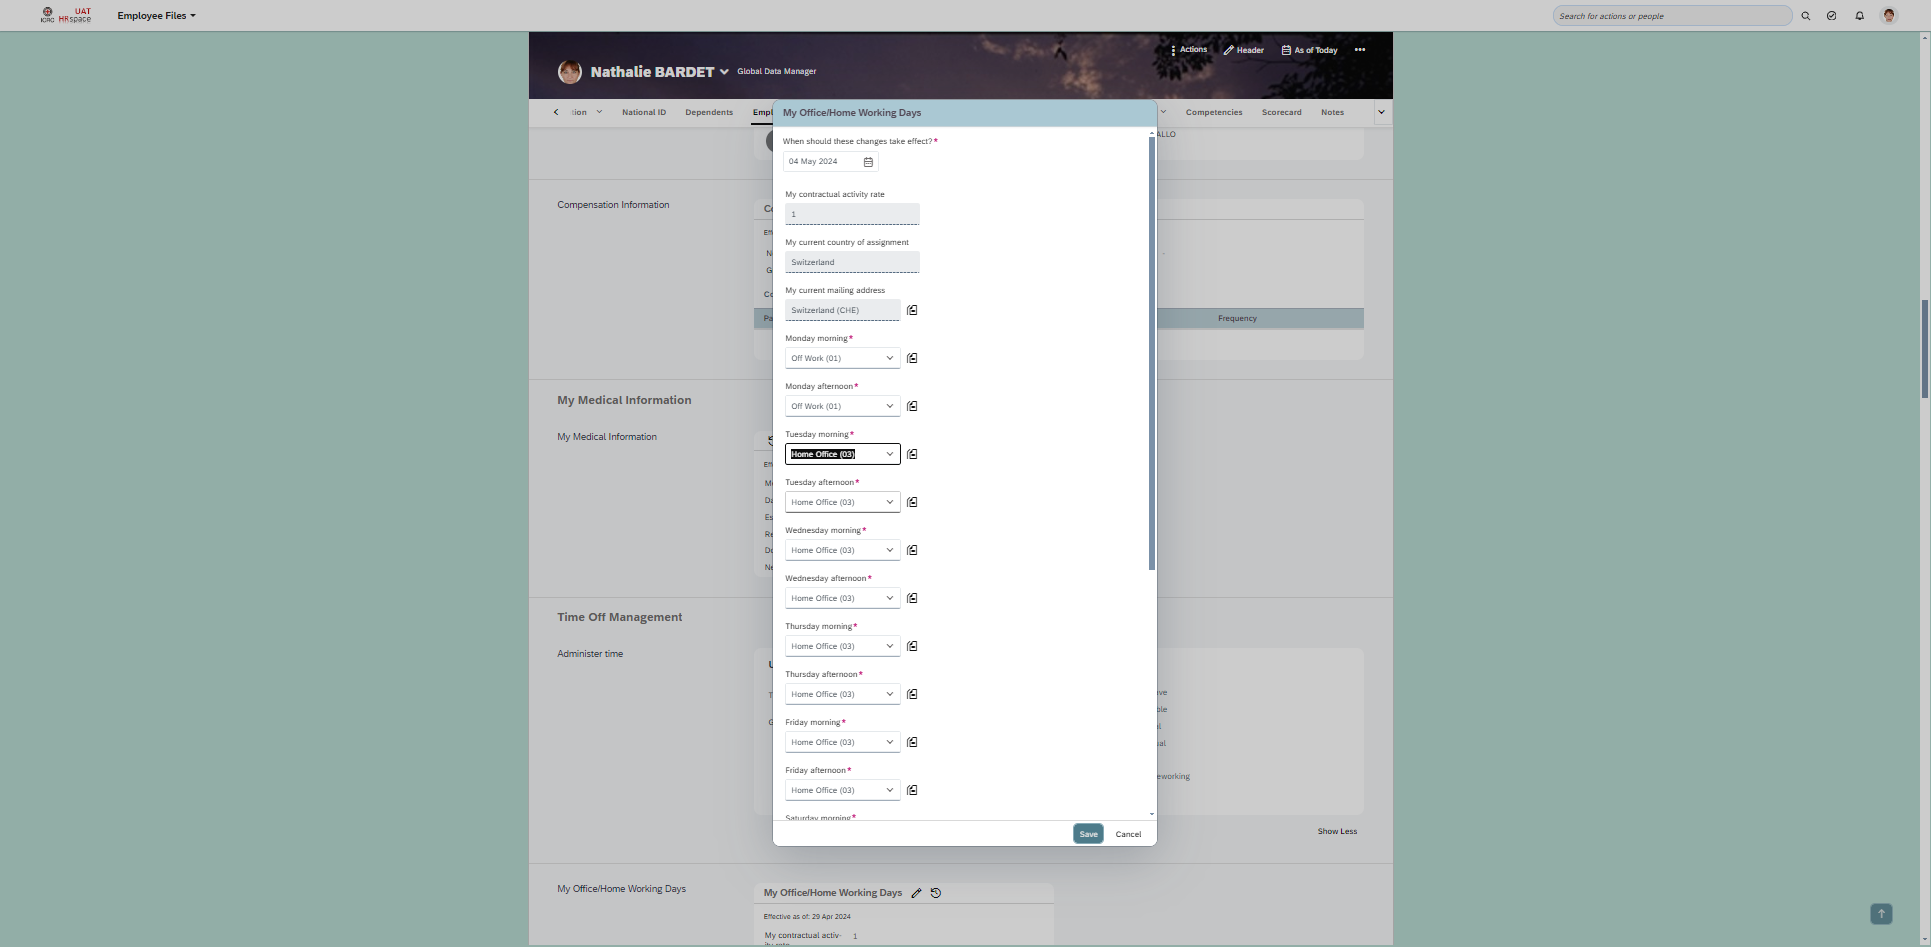 ICRC
UAT
HRspace
Employee Files
Search for actions or people
Actions
Header
As of Today
Nathalie BARDET
Global Data Manager
tion
National ID
Dependents
Empl
Competencies
Scorecard
Notes
My Office/Home Working Days
ALLO
When should these changes take effect?*
04 May 2024
My contractual activity rate
1
Compensation Information
My current country of assignment
Switzerland
My current mailing address
Switzerland (CHE)
Frequency
Monday morning*
Off Work (01)
Monday afternoon*
Off Work (01)
My Medical Information
My Medical Information
Tuesday morning*
Home Office (03)
Tuesday afternoon*
Home Office (03)
Wednesday morning*
Home Office (03)
Wednesday afternoon*
Home Office (03)
Time Off Management
Administer time
Thursday morning*
Home Office (03)
Thursday afternoon*
Home Office (03)
Friday morning*
Home Office (03)
Friday afternoon*
Home Office (03)
eworking
Saturday morning*
Save
Cancel
Show Less
My Office/Home Working Days
My Office/Home Working Days
Effective as of: 29 Apr 2024
My contractual activ-
ity rate
1